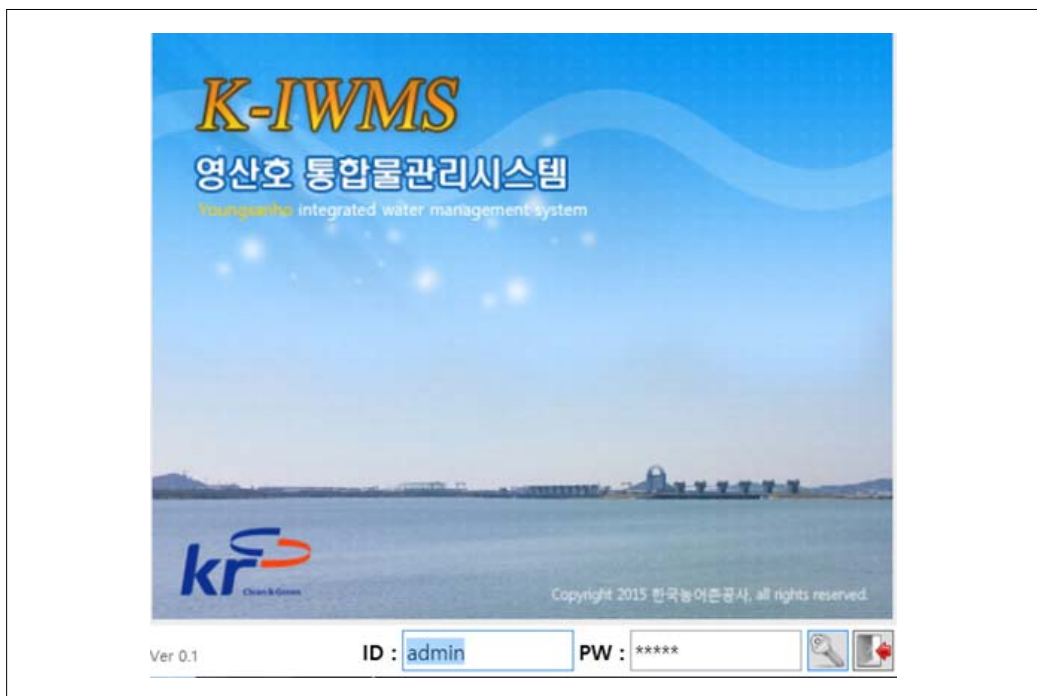 K-IWMS
영산호 통합물관리시스템
Youngsanho integrated water management system
kr
Clean & Green
Copyright 2015 한국농어촌공사, all rights reserved.
Ver 0.1 ID : admin PW : *****